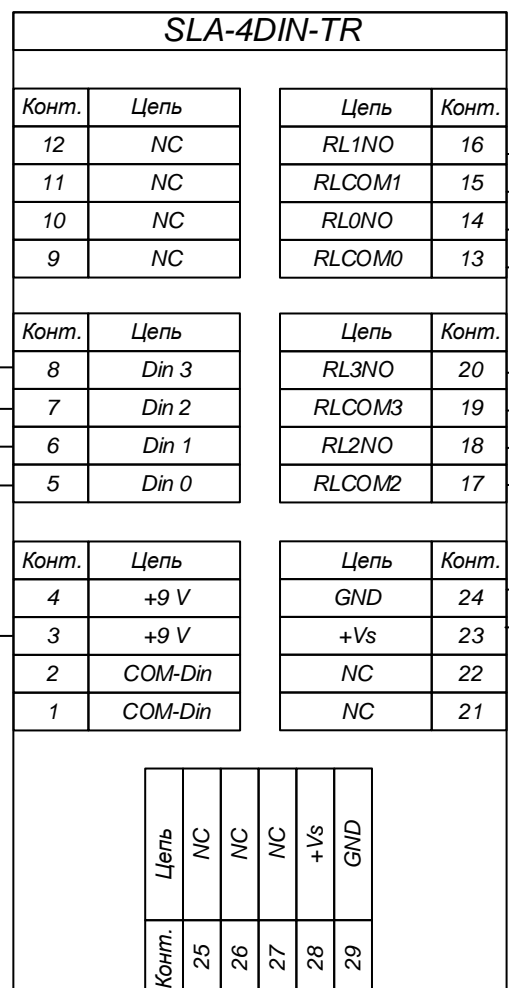 SLA-4DIN-TR
Конт. Цепь
12 NC
11 NC
10 NC
9 NC
Цепь Конт.
RL1NO 16
RLCOM1 15
RL0NO 14
RLCOM0 13
Конт. Цепь
8 Din 3
7 Din 2
6 Din 1
5 Din 0
Цепь Конт.
RL3NO 20
RLCOM3 19
RL2NO 18
RLCOM2 17
Конт. Цепь
4 +9 V
3 +9 V
2 COM-Din
1 COM-Din
Цепь Конт.
GND 24
+Vs 23
NC 22
NC 21
Цепь NC NC NC +Vs GND
Конт. 25 26 27 28 29